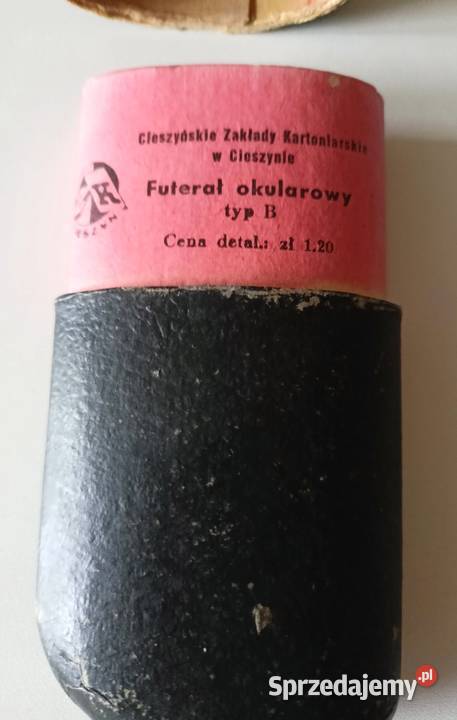 Cieszyńskie Zakłady Kartoniarskie
w Cieszynie
Futerał okularowy
typ B
Cena detal.: zł 1.20
Sprzedajemy.pl